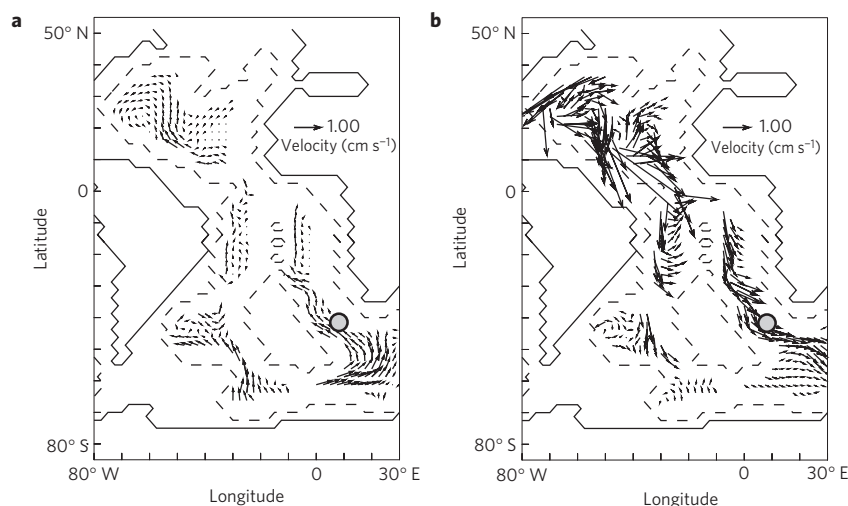 a
50° N
1.00
Velocity (cm s⁻¹)
0
Latitude
80° S
80° W
0
30° E
Longitude
b
50° N
1.00
Velocity (cm s⁻¹)
0
Latitude
80° S
80° W
0
30° E
Longitude